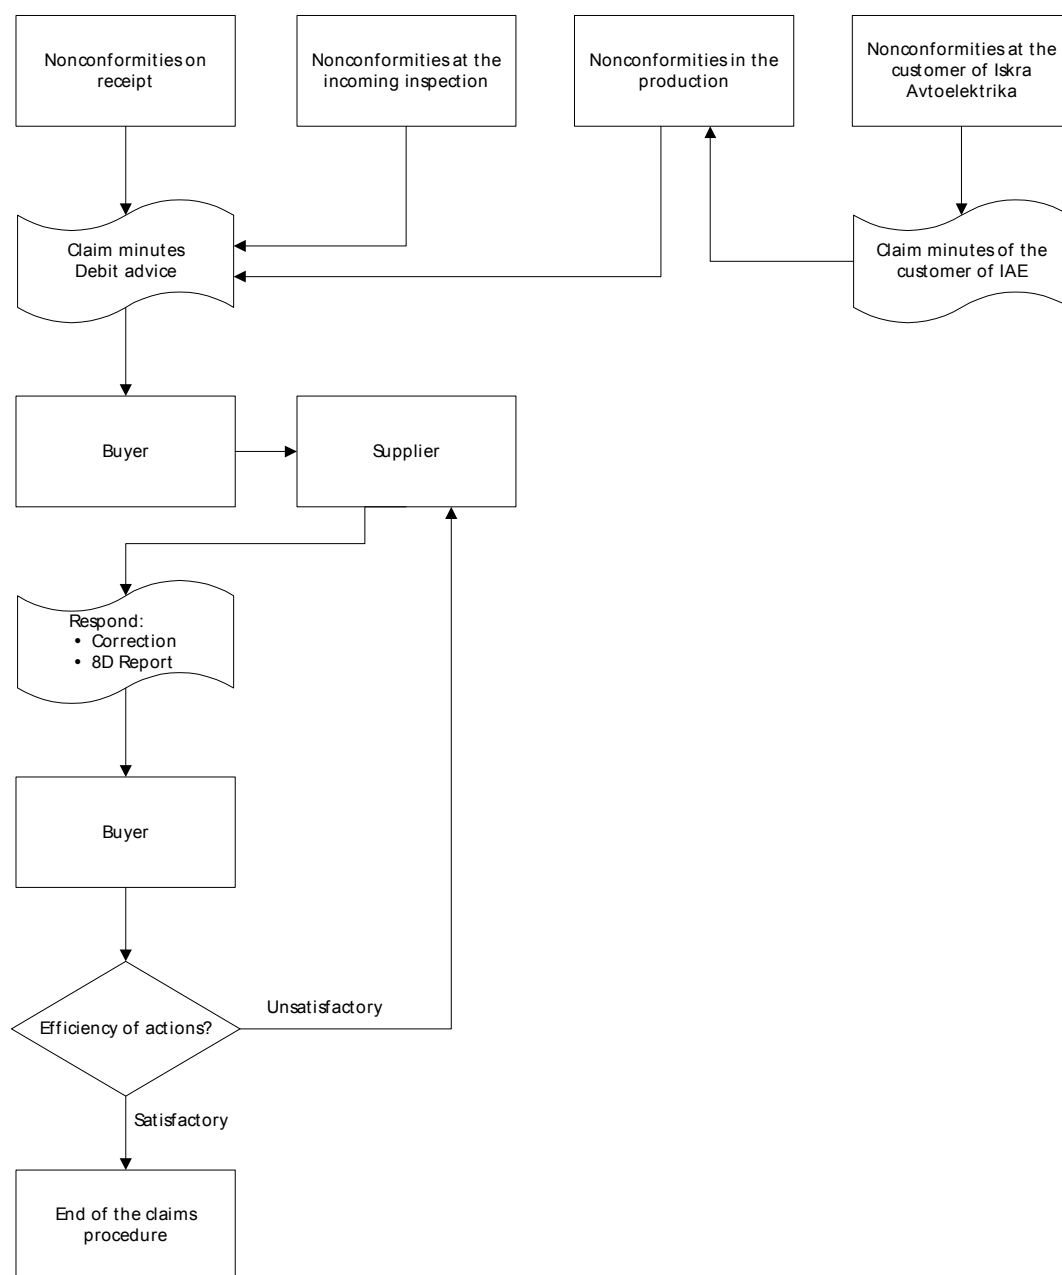 Nonconformities on
receipt
Nonconformities at the
incoming inspection
Nonconformities in the
production
Nonconformities at the
customer of Iskra
Avtoelektrika
Claim minutes
Debit advice
Claim minutes of the
customer of IAE
Buyer
Supplier
Respond:
• Correction
• 8D Report
Buyer
Efficiency of actions?
Unsatisfactory
Satisfactory
End of the claims
procedure